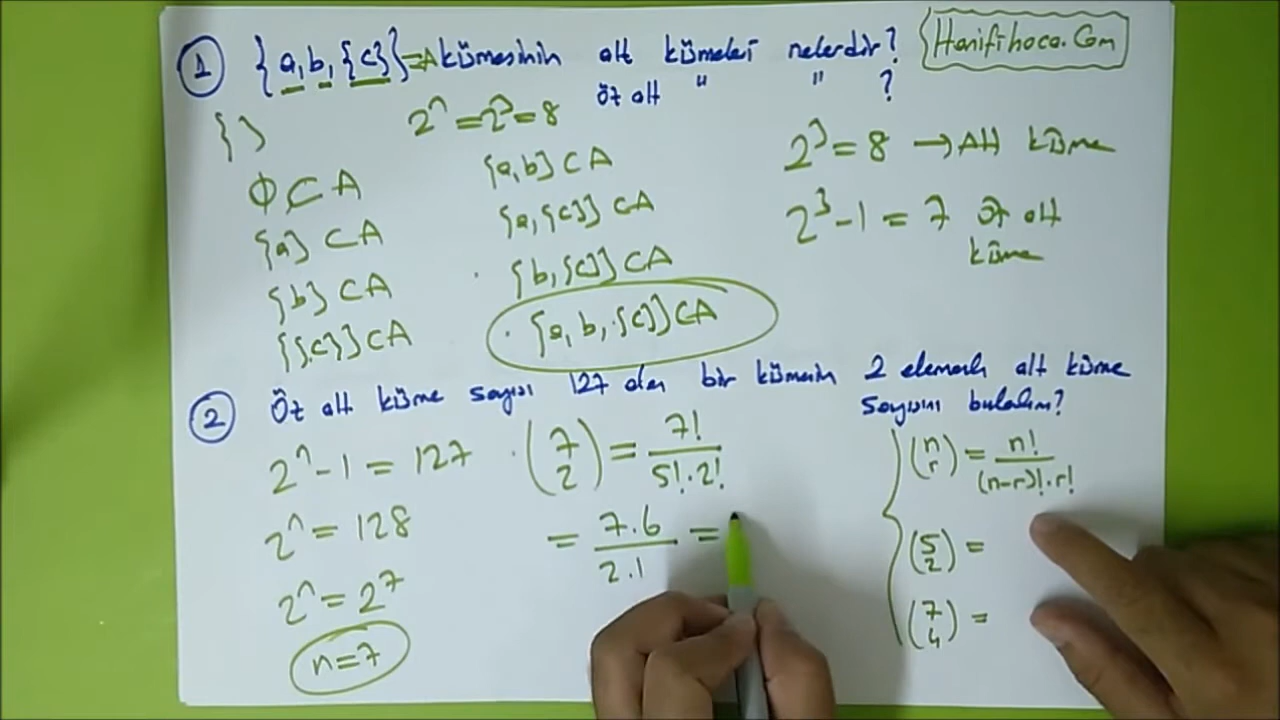 1 {a, b, {c}} = A kümesinin alt kümeleri nelerdir?
Hanifihoca.Com
öz alt " " ?
{ }
2ⁿ = 2³ = 8
∅ ⊂ A
{a} ⊂ A
{b} ⊂ A
{{c}} ⊂ A
{a, b} ⊂ A
{a, {c}} ⊂ A
{b, {c}} ⊂ A
{a, b, {c}} ⊂ A
2³ = 8 → Alt küme
2³ - 1 = 7 öz alt
küme
2 Öz alt küme sayısı 127 olan bir kümenin 2 elemanlı alt küme
sayısını bulalım?
2ⁿ - 1 = 127
2ⁿ = 128
2ⁿ = 2⁷
n = 7
(7 2) = 7! / 5! · 2!
= 7.6 / 2.1 =
(n r) = n! / (n-r)! · r!
(5 2) =
(7 4) =